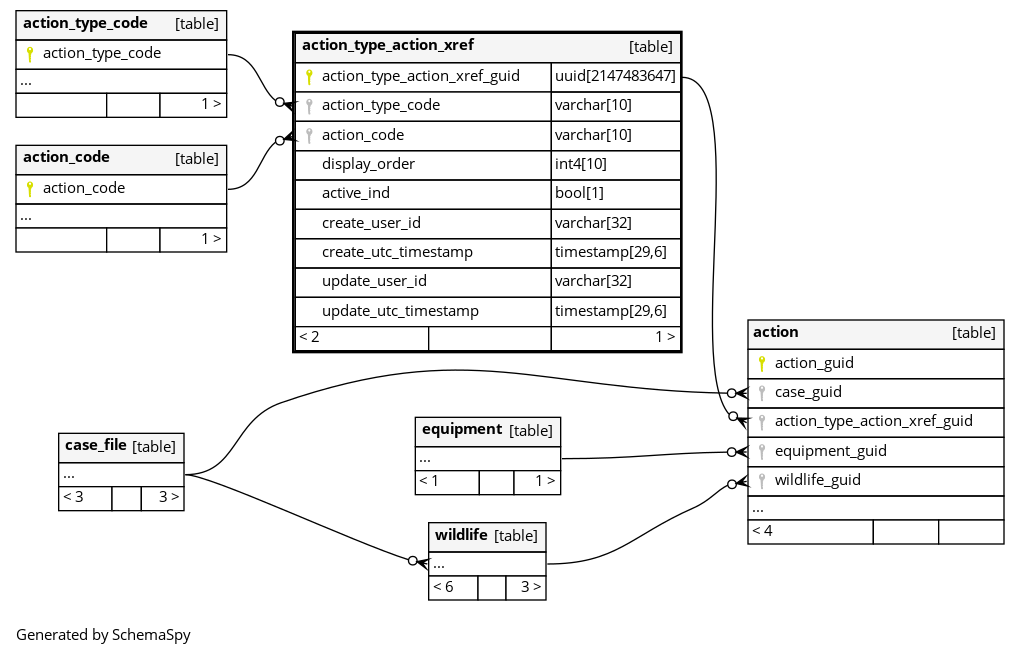 action_type_code [table]
action_type_code
...
1 >
action_code [table]
action_code
...
1 >
action_type_action_xref [table]
action_type_action_xref_guid uuid[2147483647]
action_type_code varchar[10]
action_code varchar[10]
display_order int4[10]
active_ind bool[1]
create_user_id varchar[32]
create_utc_timestamp timestamp[29,6]
update_user_id varchar[32]
update_utc_timestamp timestamp[29,6]
< 2 1 >
action [table]
action_guid
case_guid
action_type_action_xref_guid
equipment_guid
wildlife_guid
...
< 4
case_file [table]
...
< 3 3 >
equipment [table]
...
< 1 1 >
wildlife [table]
...
< 6 3 >
Generated by SchemaSpy